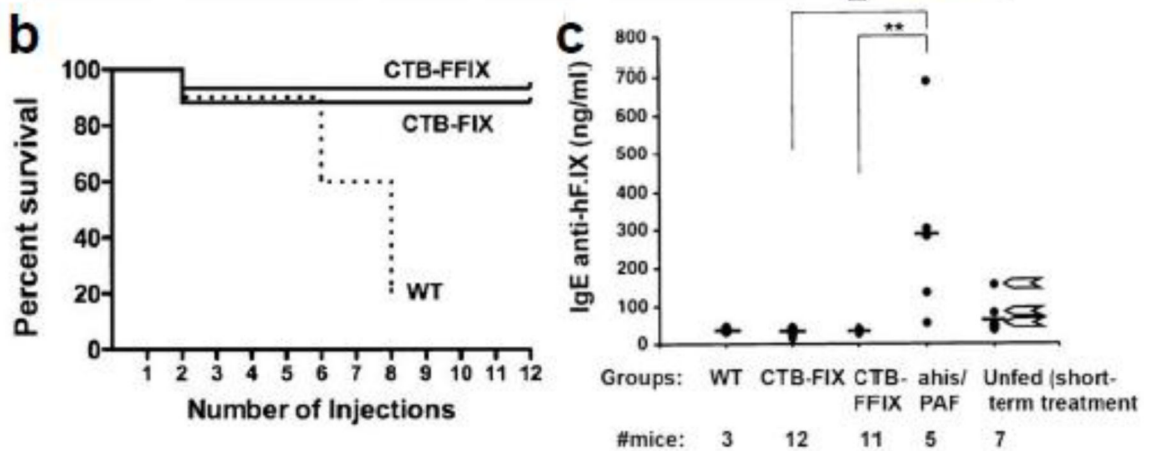 b
100
80
60
40
20
0
Percent survival
CTB-FFIX
CTB-FIX
WT
1 2 3 4 5 6 7 8 9 10 11 12
Number of Injections
c
**
800
700
600
500
400
300
200
100
0
IgE anti-hF.IX (ng/ml)
Groups: WT CTB-FIX CTB- ahis/ Unfed (short-
FFIX PAF term treatment
#mice: 3 12 11 5 7